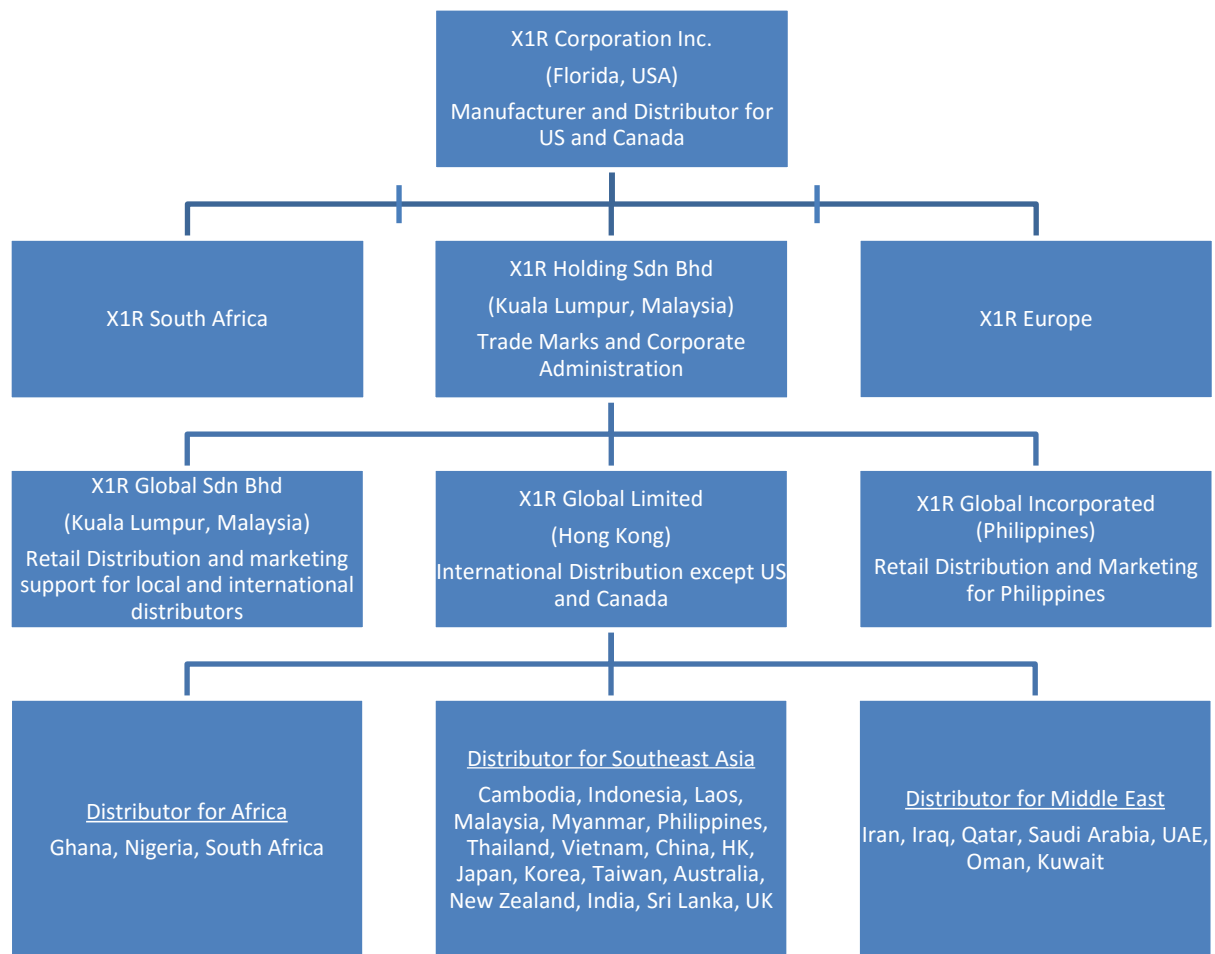 X1R Corporation Inc.
(Florida, USA)
Manufacturer and Distributor for
US and Canada
X1R South Africa
X1R Holding Sdn Bhd
(Kuala Lumpur, Malaysia)
Trade Marks and Corporate
Administration
X1R Europe
X1R Global Sdn Bhd
(Kuala Lumpur, Malaysia)
Retail Distribution and marketing
support for local and international
distributors
X1R Global Limited
(Hong Kong)
International Distribution except US
and Canada
X1R Global Incorporated
(Philippines)
Retail Distribution and Marketing
for Philippines
Distributor for Africa
Ghana, Nigeria, South Africa
Distributor for Southeast Asia
Cambodia, Indonesia, Laos,
Malaysia, Myanmar, Philippines,
Thailand, Vietnam, China, HK,
Japan, Korea, Taiwan, Australia,
New Zealand, India, Sri Lanka, UK
Distributor for Middle East
Iran, Iraq, Qatar, Saudi Arabia, UAE,
Oman, Kuwait